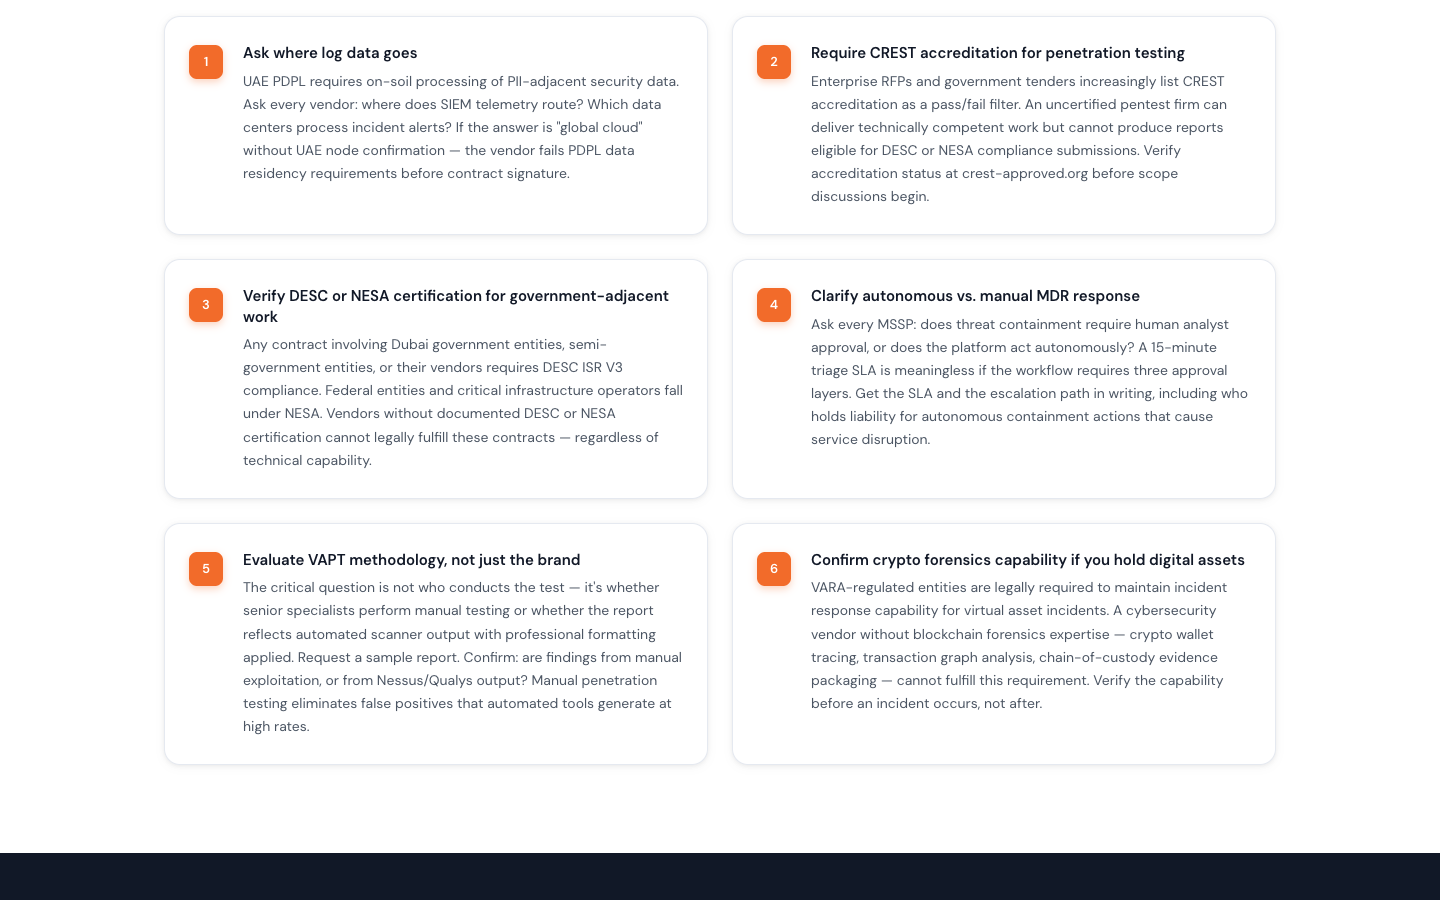 1
Ask where log data goes
UAE PDPL requires on-soil processing of PII-adjacent security data.
Ask every vendor: where does SIEM telemetry route? Which data
centers process incident alerts? If the answer is "global cloud"
without UAE node confirmation — the vendor fails PDPL data
residency requirements before contract signature.
2
Require CREST accreditation for penetration testing
Enterprise RFPs and government tenders increasingly list CREST
accreditation as a pass/fail filter. An uncertified pentest firm can
deliver technically competent work but cannot produce reports
eligible for DESC or NESA compliance submissions. Verify
accreditation status at crest-approved.org before scope
discussions begin.
3
Verify DESC or NESA certification for government-adjacent
work
Any contract involving Dubai government entities, semi-
government entities, or their vendors requires DESC ISR V3
compliance. Federal entities and critical infrastructure operators fall
under NESA. Vendors without documented DESC or NESA
certification cannot legally fulfill these contracts — regardless of
technical capability.
4
Clarify autonomous vs. manual MDR response
Ask every MSSP: does threat containment require human analyst
approval, or does the platform act autonomously? A 15-minute
triage SLA is meaningless if the workflow requires three approval
layers. Get the SLA and the escalation path in writing, including who
holds liability for autonomous containment actions that cause
service disruption.
5
Evaluate VAPT methodology, not just the brand
The critical question is not who conducts the test — it's whether
senior specialists perform manual testing or whether the report
reflects automated scanner output with professional formatting
applied. Request a sample report. Confirm: are findings from manual
exploitation, or from Nessus/Qualys output? Manual penetration
testing eliminates false positives that automated tools generate at
high rates.
6
Confirm crypto forensics capability if you hold digital assets
VARA-regulated entities are legally required to maintain incident
response capability for virtual asset incidents. A cybersecurity
vendor without blockchain forensics expertise — crypto wallet
tracing, transaction graph analysis, chain-of-custody evidence
packaging — cannot fulfill this requirement. Verify the capability
before an incident occurs, not after.